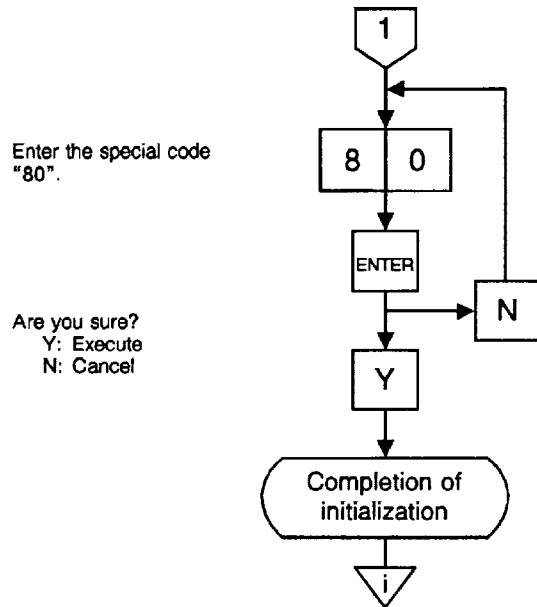 1
Enter the special code
"80".
8 0
ENTER
Are you sure?
Y: Execute
N: Cancel
N
Y
Completion of
initialization
i